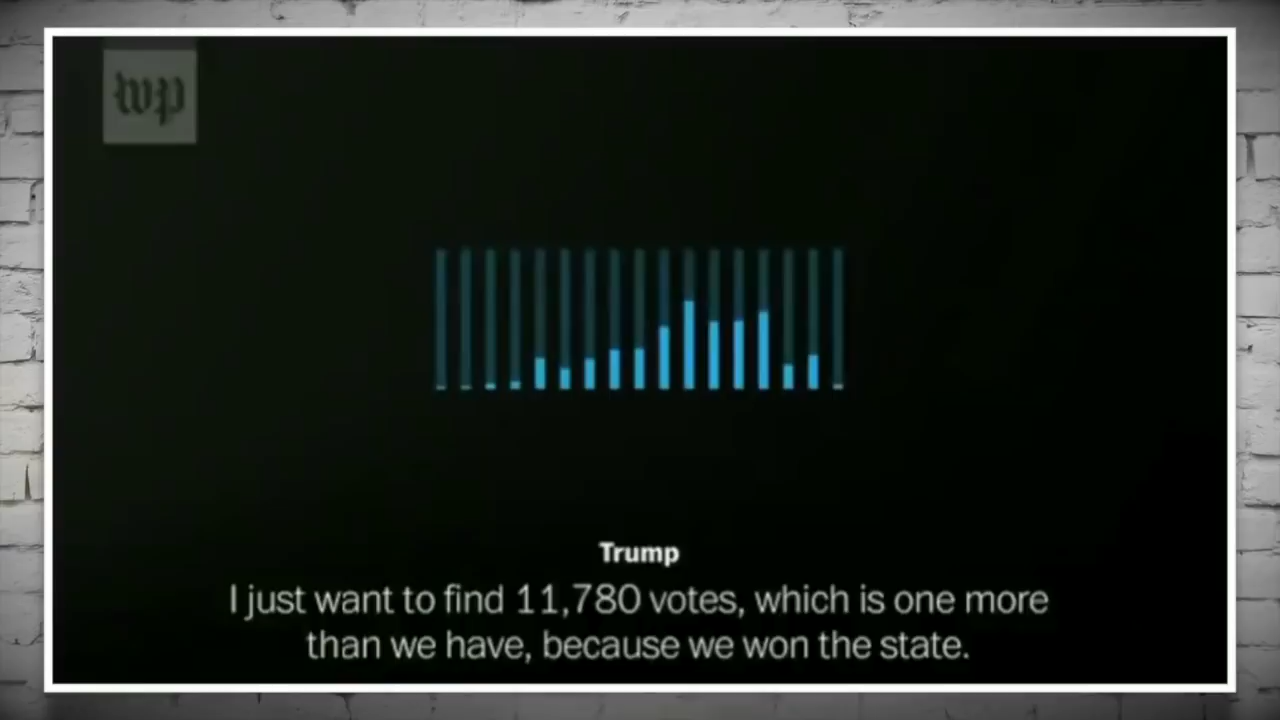 wp
Trump
I just want to find 11,780 votes, which is one more
than we have, because we won the state.